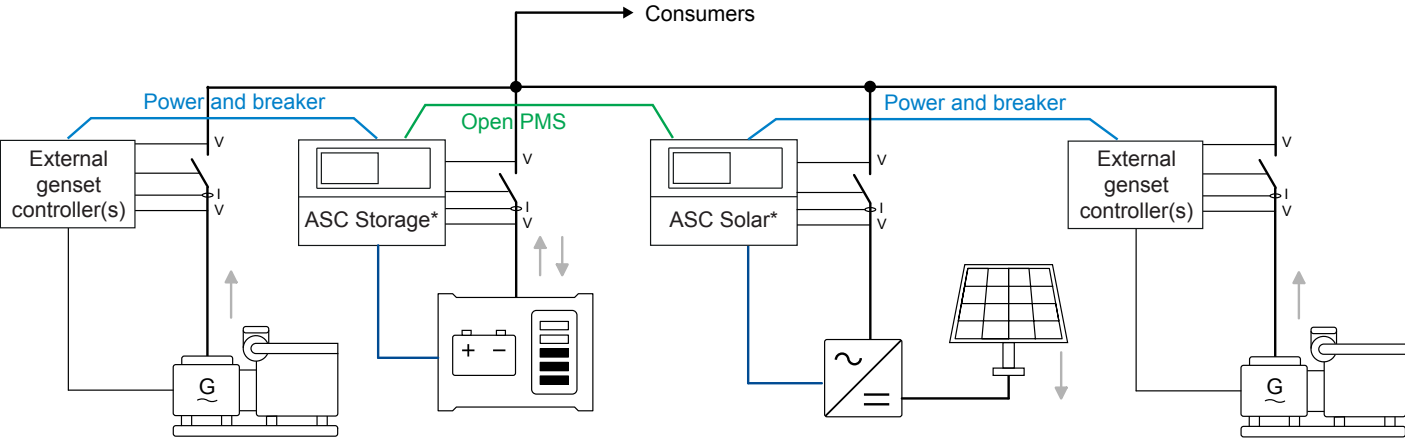 Consumers
Power and breaker
Open PMS
Power and breaker
External
genset
controller(s)
V
I
V
ASC Storage*
V
I
V
ASC Solar*
V
I
V
External
genset
controller(s)
V
I
V
+ −
G
G